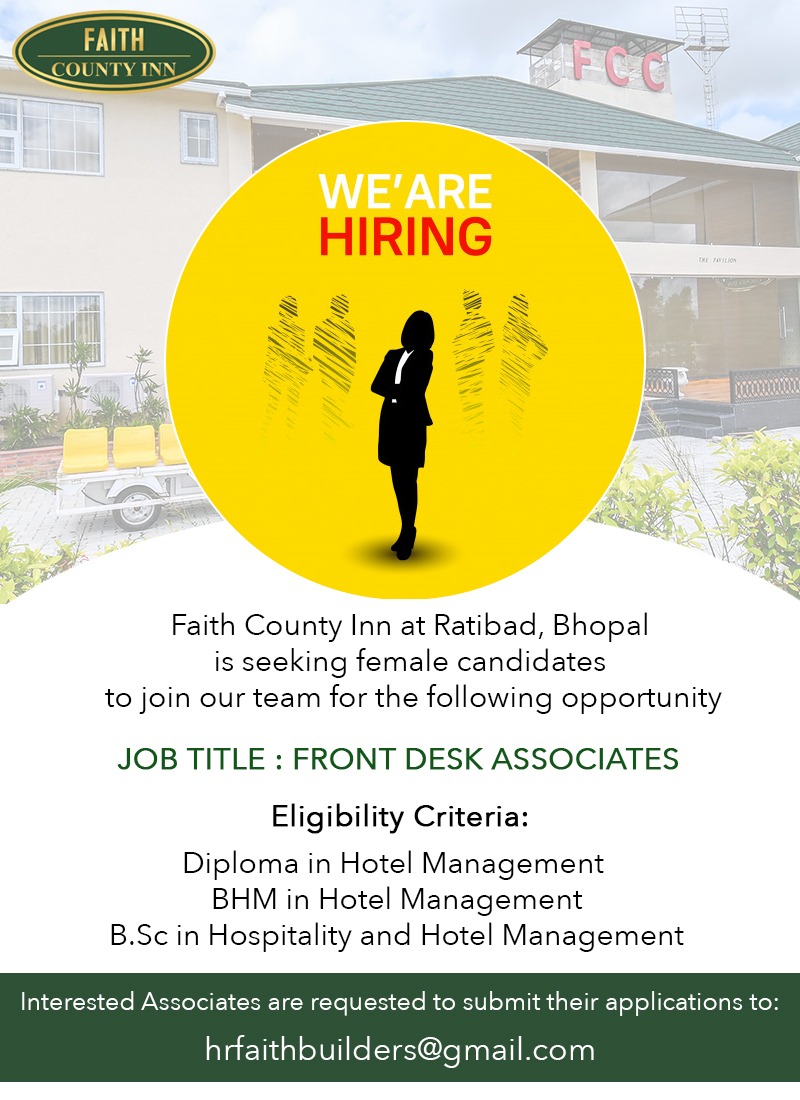 FAITH
COUNTY INN
FCC
WE'ARE
HIRING
THE PAVILION
Faith County Inn at Ratibad, Bhopal
is seeking female candidates
to join our team for the following opportunity
JOB TITLE : FRONT DESK ASSOCIATES
Eligibility Criteria:
Diploma in Hotel Management
BHM in Hotel Management
B.Sc in Hospitality and Hotel Management
Interested Associates are requested to submit their applications to:
hrfaithbuilders@gmail.com